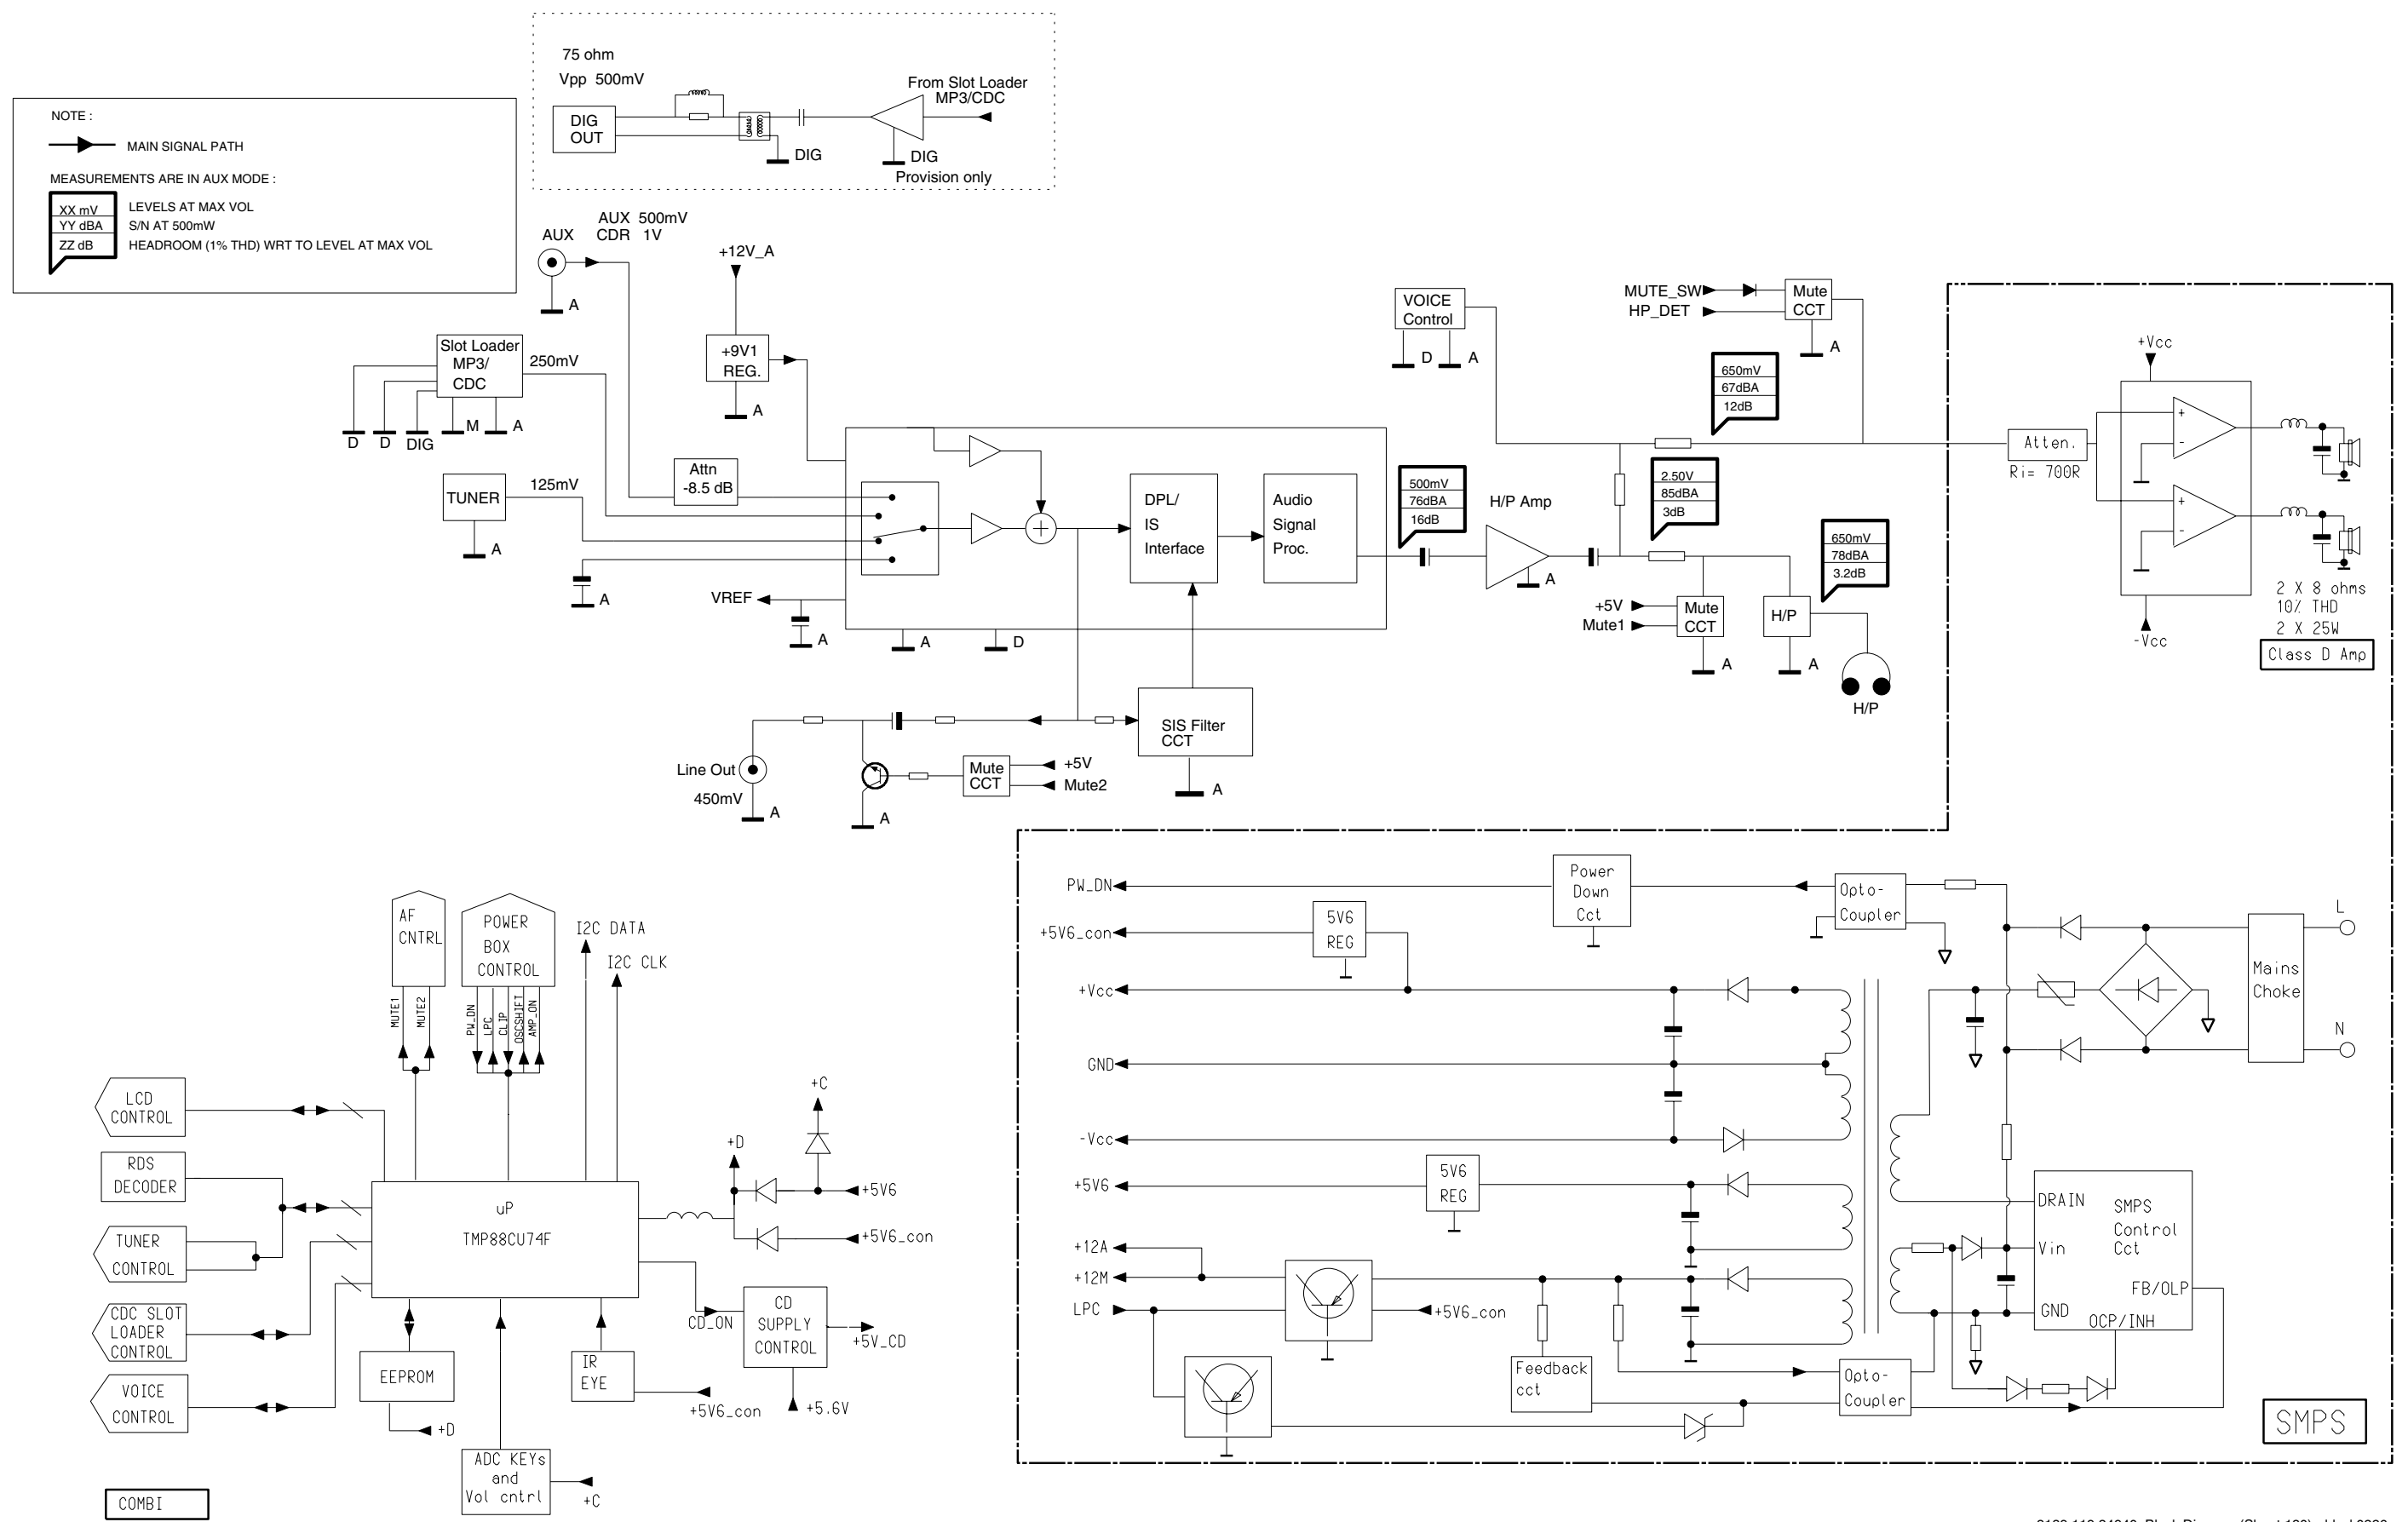 75 ohm
Vpp 500mV
DIG
OUT
From Slot Loader
MP3/CDC
DIG
DIG
Provision only
NOTE :
MAIN SIGNAL PATH
MEASUREMENTS ARE IN AUX MODE :
XX mV
LEVELS AT MAX VOL
YY dBA
S/N AT 500mW
ZZ dB
HEADROOM (1% THD) WRT TO LEVEL AT MAX VOL
AUX
AUX 500mV
CDR 1V
A
+12V_A
+9V1
REG.
A
Slot Loader
MP3/
CDC
250mV
D
D
DIG
M
A
TUNER
125mV
A
Attn
-8.5 dB
A
VREF
A
A
D
DPL/
IS
Interface
Audio
Signal
Proc.
500mV
76dBA
16dB
H/P Amp
A
VOICE
Control
D
A
MUTE_SW
HP_DET
Mute
CCT
A
650mV
67dBA
12dB
2.50V
85dBA
3dB
650mV
78dBA
3.2dB
+5V
Mute1
Mute
CCT
A
H/P
A
H/P
Atten.
Ri= 700R
+Vcc
+
-
+
-
-Vcc
2 X 8 ohms
10% THD
2 X 25W
Class D Amp
SIS Filter
CCT
A
Line Out
450mV
A
A
Mute
CCT
+5V
Mute2
AF
CNTRL
POWER
BOX
CONTROL
I2C DATA
I2C CLK
MUTE1
MUTE2
PW_DN
LPC
CLIP
OSCSHIFT
AMP_ON
LCD
CONTROL
RDS
DECODER
TUNER
CONTROL
CDC SLOT
LOADER
CONTROL
VOICE
CONTROL
uP
TMP88CU74F
+C
+D
+5V6
+5V6_con
CD_ON
CD
SUPPLY
CONTROL
+5V_CD
+5.6V
EEPROM
+D
IR
EYE
+5V6_con
ADC KEYs
and
Vol cntrl
+C
COMBI
PW_DN
Power
Down
Cct
Opto-
Coupler
+5V6_con
5V6
REG
+Vcc
GND
-Vcc
+5V6
5V6
REG
+12A
+12M
LPC
+5V6_con
Feedback
cct
Opto-
Coupler
L
Mains
Choke
N
DRAIN
SMPS
Control
Cct
Vin
FB/OLP
GND
OCP/INH
SMPS